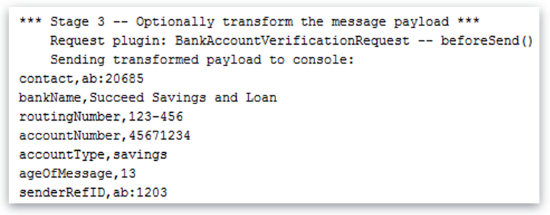 *** Stage 3 -- Optionally transform the message payload ***
Request plugin: BankAccountVerificationRequest -- beforeSend()
Sending transformed payload to console:
contact,ab:20685
bankName,Succeed Savings and Loan
routingNumber,123-456
accountNumber,45671234
accountType,savings
ageOfMessage,13
senderRefID,ab:1203